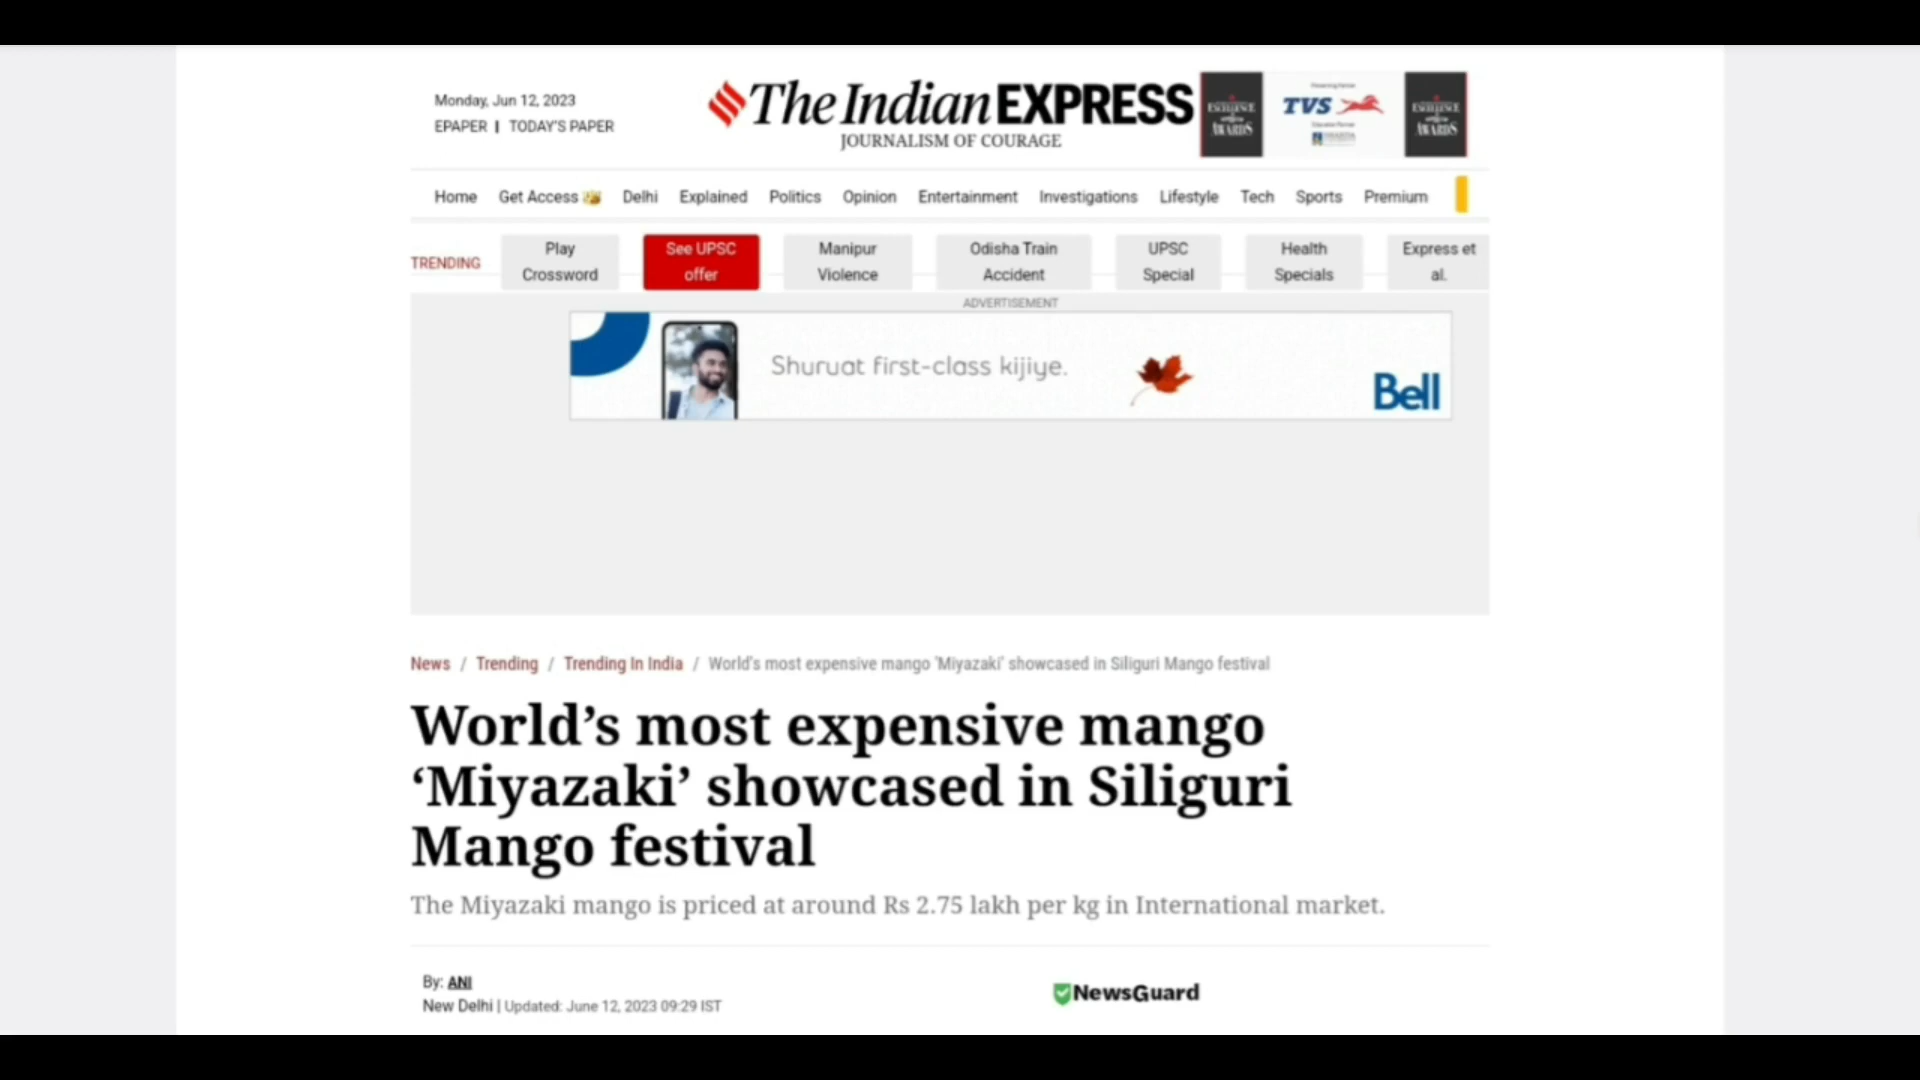 Monday, Jun 12, 2023
EPAPER | TODAY'S PAPER
The Indian EXPRESS
JOURNALISM OF COURAGE
EXCELLENCE
AWARDS
TVS
EXCELLENCE
AWARDS
Home Get Access Delhi Explained Politics Opinion Entertainment Investigations Lifestyle Tech Sports Premium
TRENDING
Play
Crossword
See UPSC
offer
Manipur
Violence
Odisha Train
Accident
UPSC
Special
Health
Specials
Express et
al.
ADVERTISEMENT
Shuruat first-class kijiye.
Bell
News / Trending / Trending In India / World's most expensive mango 'Miyazaki' showcased in Siliguri Mango festival
World's most expensive mango
‘Miyazaki’ showcased in Siliguri
Mango festival
The Miyazaki mango is priced at around Rs 2.75 lakh per kg in International market.
By: ANI
New Delhi | Updated: June 12, 2023 09:29 IST
NewsGuard